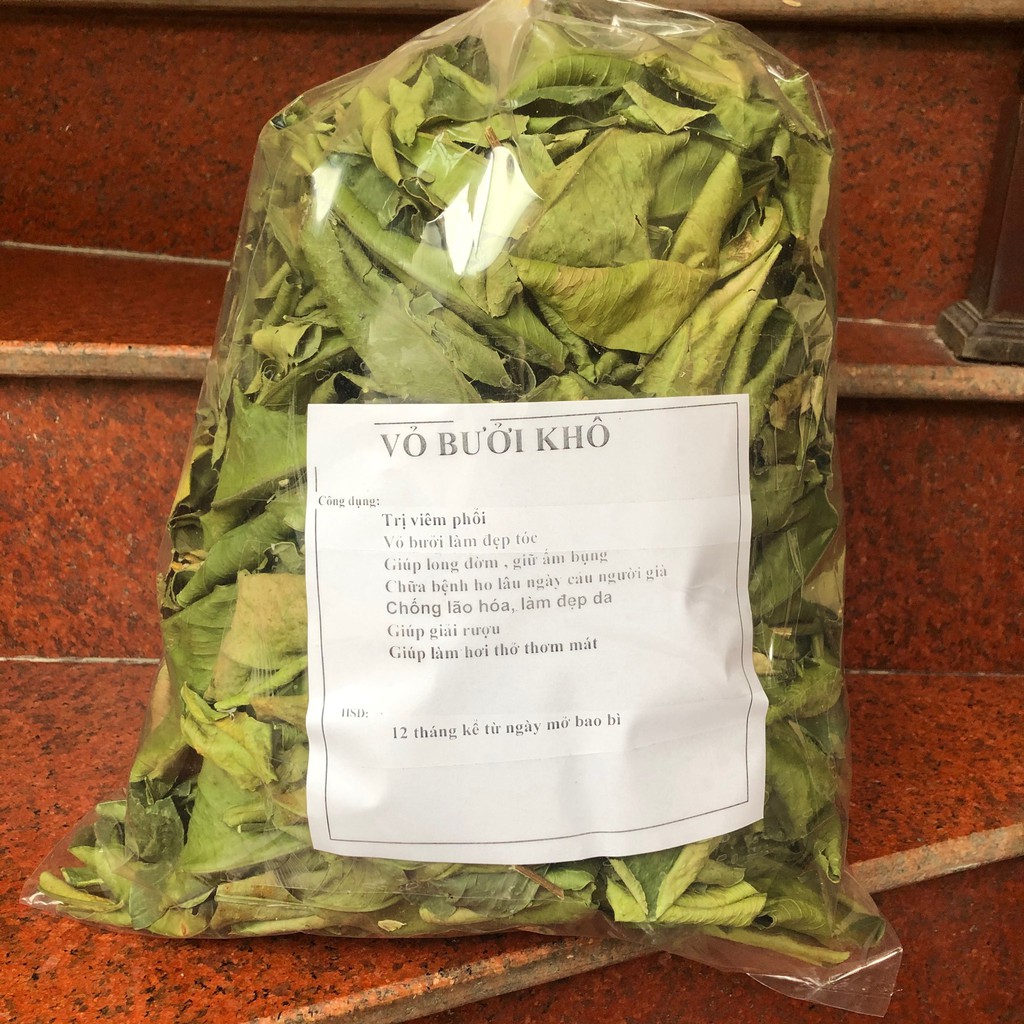 VỎ BƯỞI KHÔ
Công dụng:
Trị viêm phổi
Vỏ bưởi làm đẹp tóc
Giúp long đờm , giữ ấm bụng
Chữa bệnh ho lâu ngày cảu người già
Chống lão hóa, làm đẹp da
Giúp giải rượu
Giúp làm hơi thở thơm mát
HSD:
12 tháng kể từ ngày mở bao bì